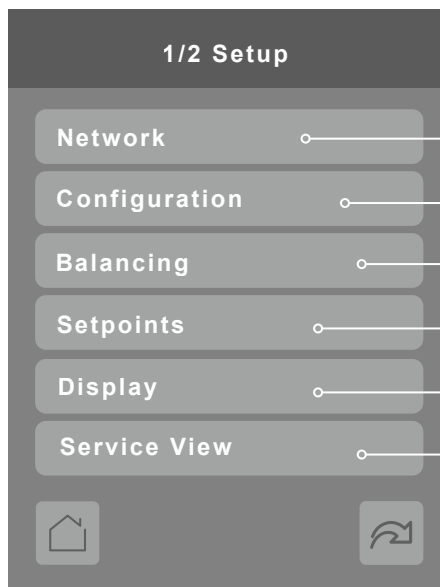 1/2 Setup
Network
Configuration
Balancing
Setpoints
Display
Service View